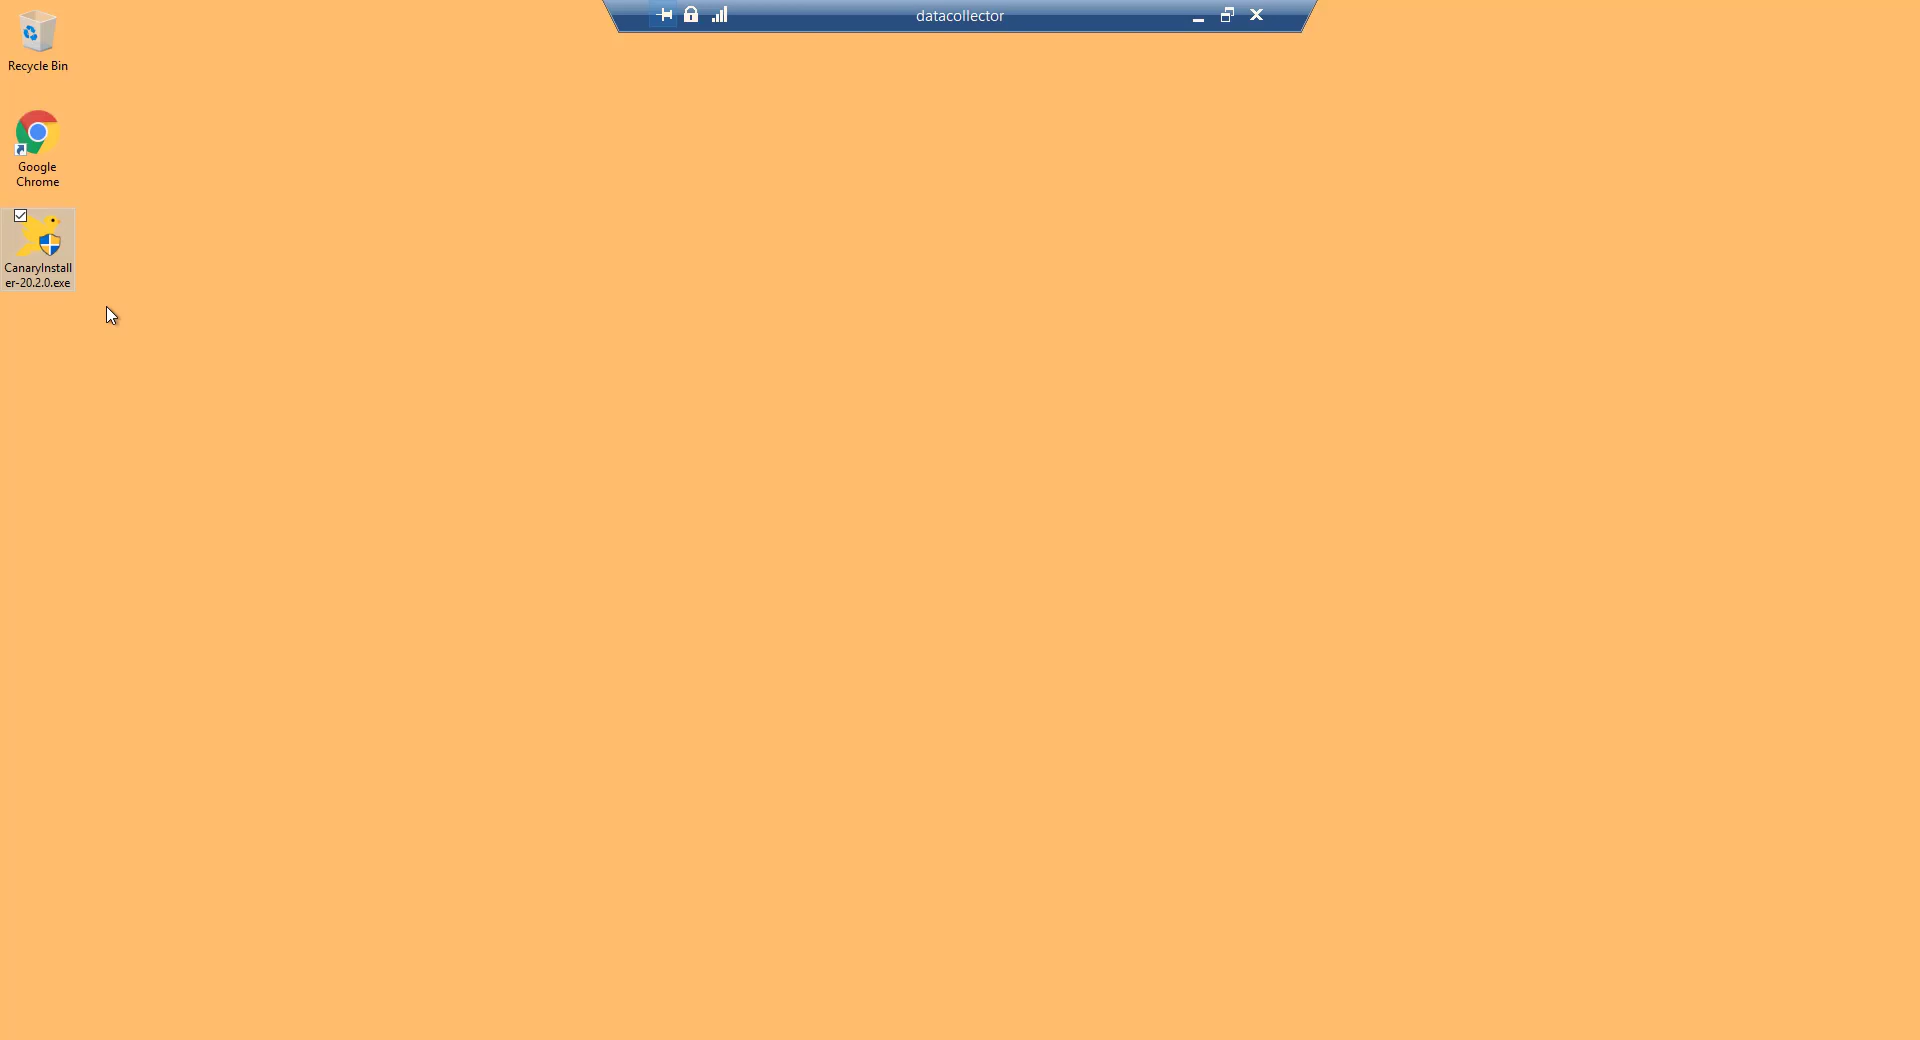 datacollector
Recycle Bin
Google
Chrome
CanaryInstall
er-20.2.0.exe